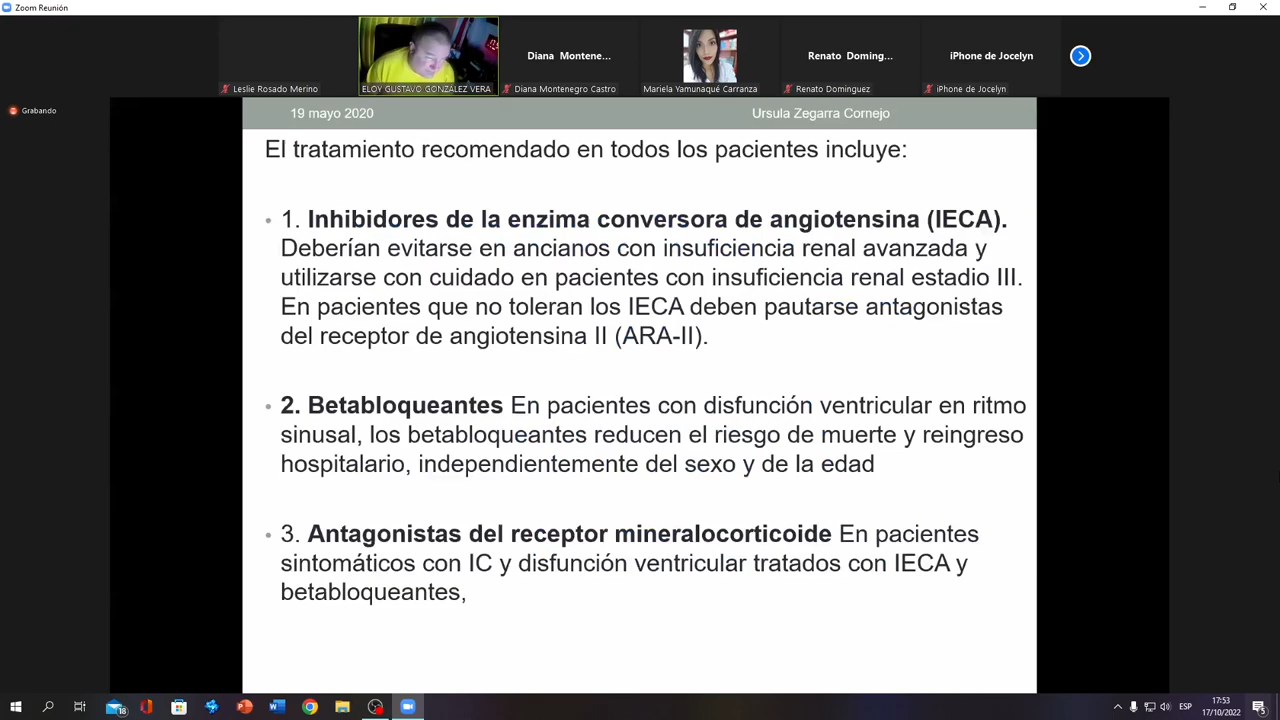 Zoom Reunión
Diana Montene...
Renato Doming...
iPhone de Jocelyn
Leslie Rosado Merino
ELOY GUSTAVO GONZALEZ VERA
Diana Montenegro Castro
Mariela Yamunaqué Carranza
Renato Dominguez
iPhone de Jocelyn
Grabando
19 mayo 2020
Ursula Zegarra Cornejo
El tratamiento recomendado en todos los pacientes incluye:
• 1. Inhibidores de la enzima conversora de angiotensina (IECA).
Deberían evitarse en ancianos con insuficiencia renal avanzada y
utilizarse con cuidado en pacientes con insuficiencia renal estadio III.
En pacientes que no toleran los IECA deben pautarse antagonistas
del receptor de angiotensina II (ARA-II).
• 2. Betabloqueantes En pacientes con disfunción ventricular en ritmo
sinusal, los betabloqueantes reducen el riesgo de muerte y reingreso
hospitalario, independientemente del sexo y de la edad
• 3. Antagonistas del receptor mineralocorticoide En pacientes
sintomáticos con IC y disfunción ventricular tratados con IECA y
betabloqueantes,
18
ESP
17:53
17/10/2022
5